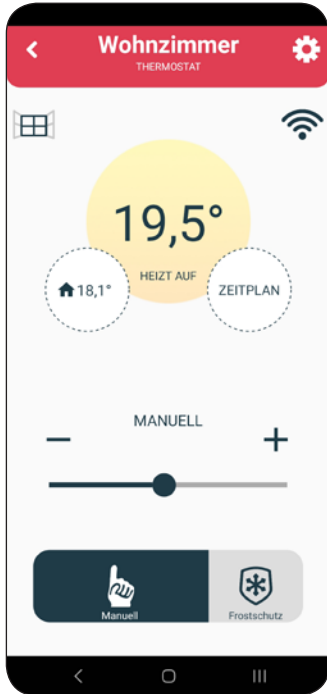 Wohnzimmer
THERMOSTAT
19,5°
HEIZT AUF
18,1°
ZEITPLAN
MANUELL
Manuell
Frostschutz